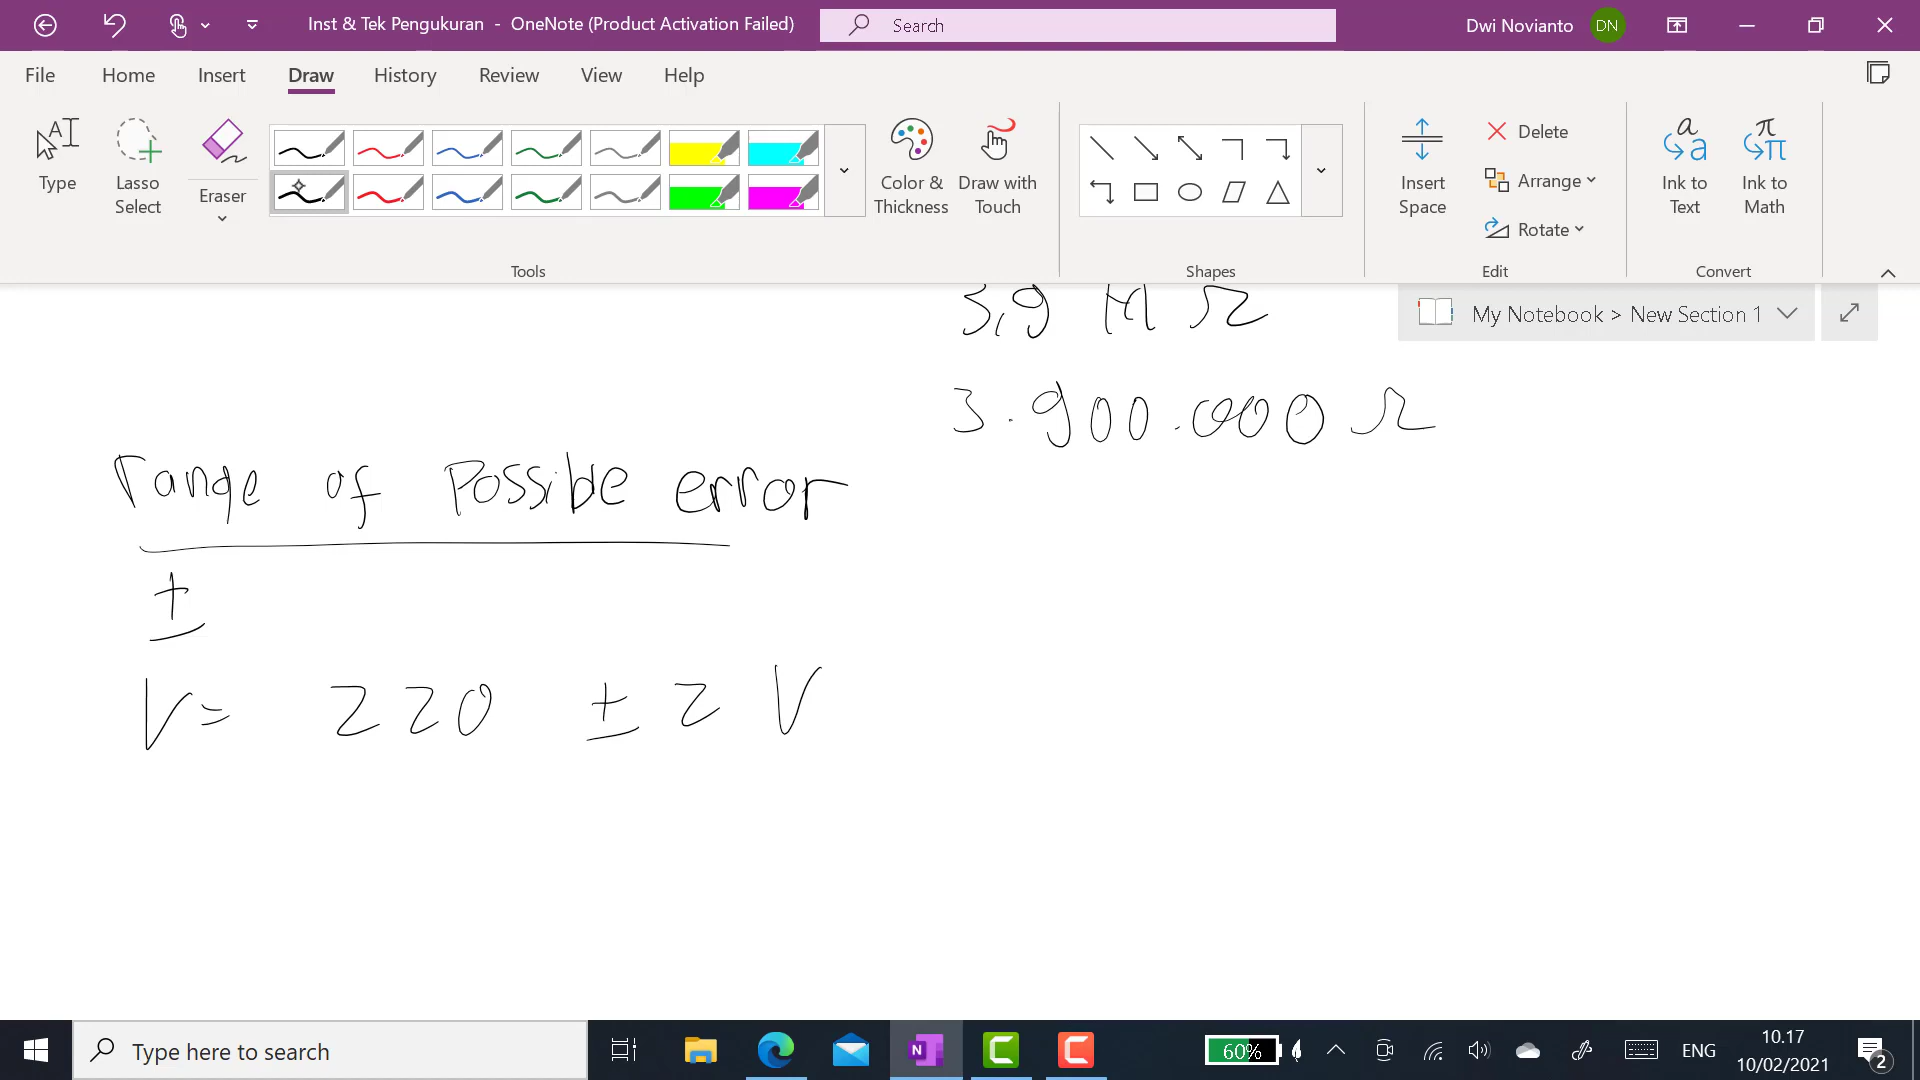 Inst & Tek Pengukuran - OneNote (Product Activation Failed)
Search
Dwi Novianto
DN
File Home Insert Draw History Review View Help
Type
Lasso Select
Eraser
Color & Thickness
Draw with Touch
Insert Space
Delete
Arrange
Rotate
Ink to Text
Ink to Math
Tools
Shapes
Edit
Convert
My Notebook > New Section 1
3,9 M Ω
3.900.000 Ω
range of possible error
±
V= 220 ± 2 V
Type here to search
60%
ENG
10.17
10/02/2021
2